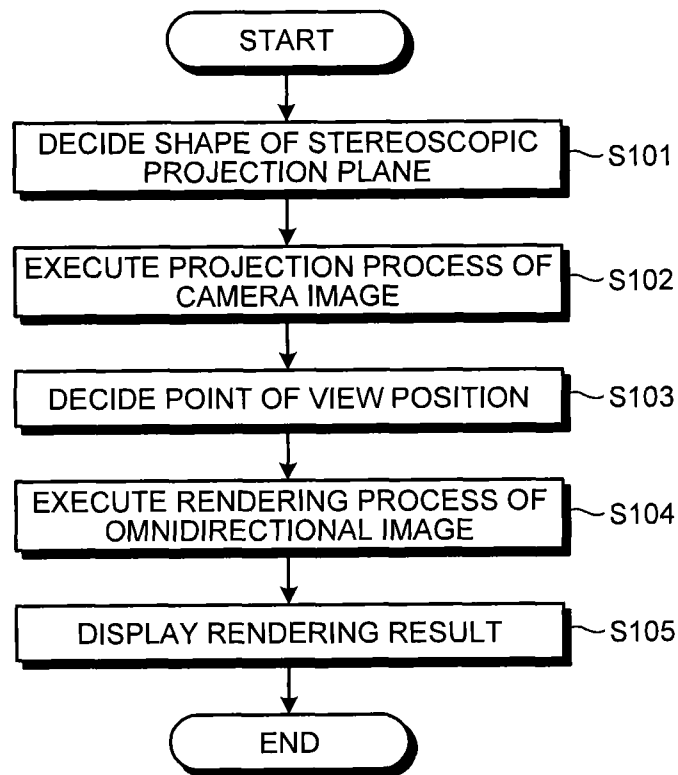 START
DECIDE SHAPE OF STEREOSCOPIC
PROJECTION PLANE
S101
EXECUTE PROJECTION PROCESS OF
CAMERA IMAGE
S102
DECIDE POINT OF VIEW POSITION
S103
EXECUTE RENDERING PROCESS OF
OMNIDIRECTIONAL IMAGE
S104
DISPLAY RENDERING RESULT
S105
END